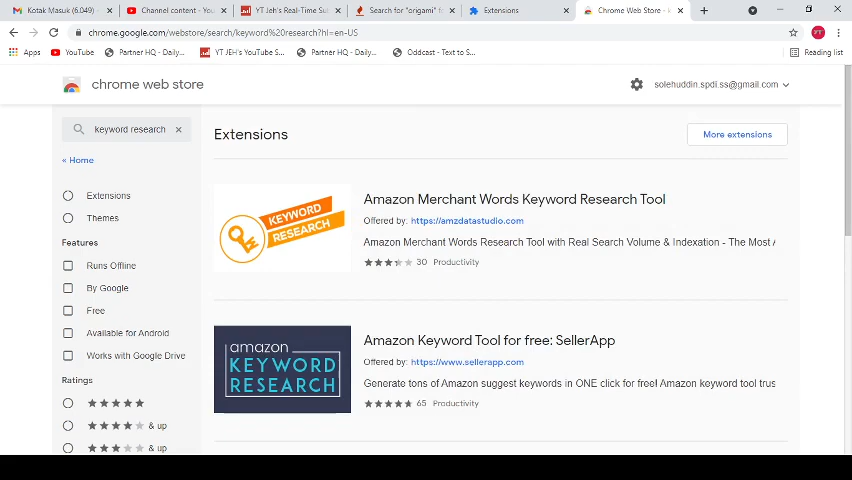 Kotak Masuk (6.049)
Channel content - You
YT Jeh's Real-Time Su
Search for "origami" f
Extensions
Chrome Web Store - k
chrome.google.com/webstore/search/keyword%20research?hl=en-US
Apps
YouTube
Partner HQ - Daily...
YT JEH's YouTube S...
Partner HQ - Daily...
Oddcast - Text to S...
Reading list
chrome web store
solehuddin.spdi.ss@gmail.com
keyword research
« Home
Extensions
Themes
Features
Runs Offline
By Google
Free
Available for Android
Works with Google Drive
Ratings
& up
& up
Extensions
More extensions
KEYWORD
RESEARCH
Amazon Merchant Words Keyword Research Tool
Offered by: https://amzdatastudio.com
Amazon Merchant Words Research Tool with Real Search Volume & Indexation - The Most
30 Productivity
amazon
KEYWORD
RESEARCH
Amazon Keyword Tool for free: SellerApp
Offered by: https://www.sellerapp.com
Generate tons of Amazon suggest keywords in ONE click for free! Amazon keyword tool trus
65 Productivity